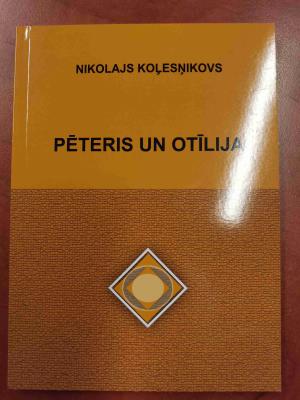 NIKOLAJS KOĻESŅIKOVS
PĒTERIS UN OTĪLIJA